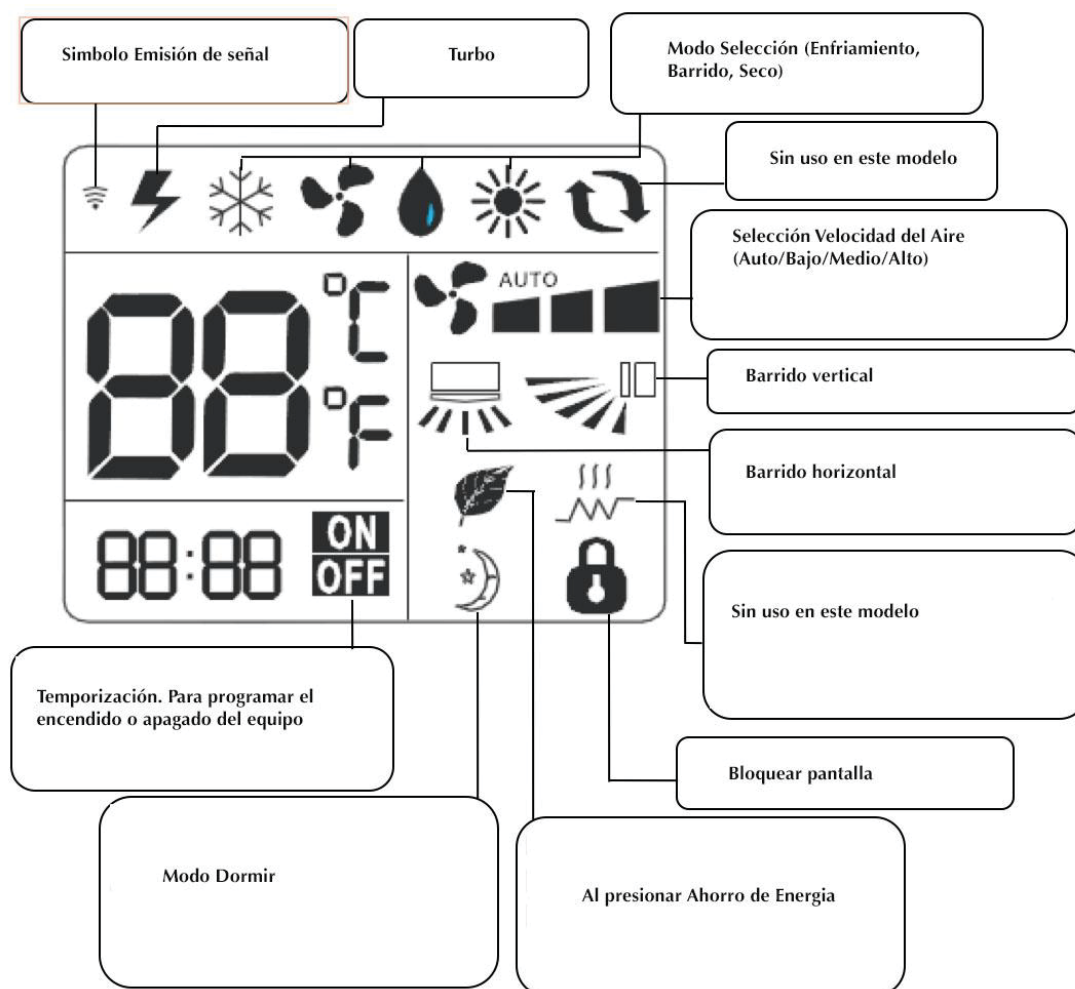 Simbolo Emisión de señal
Turbo
Modo Selección (Enfriamiento,
Barrido, Seco)
Sin uso en este modelo
Selección Velocidad del Aire
(Auto/Bajo/Medio/Alto)
AUTO
88
°C
°F
Barrido vertical
Barrido horizontal
88:88
ON
OFF
Sin uso en este modelo
Temporización. Para programar el
encendido o apagado del equipo
Bloquear pantalla
Modo Dormir
Al presionar Ahorro de Energia